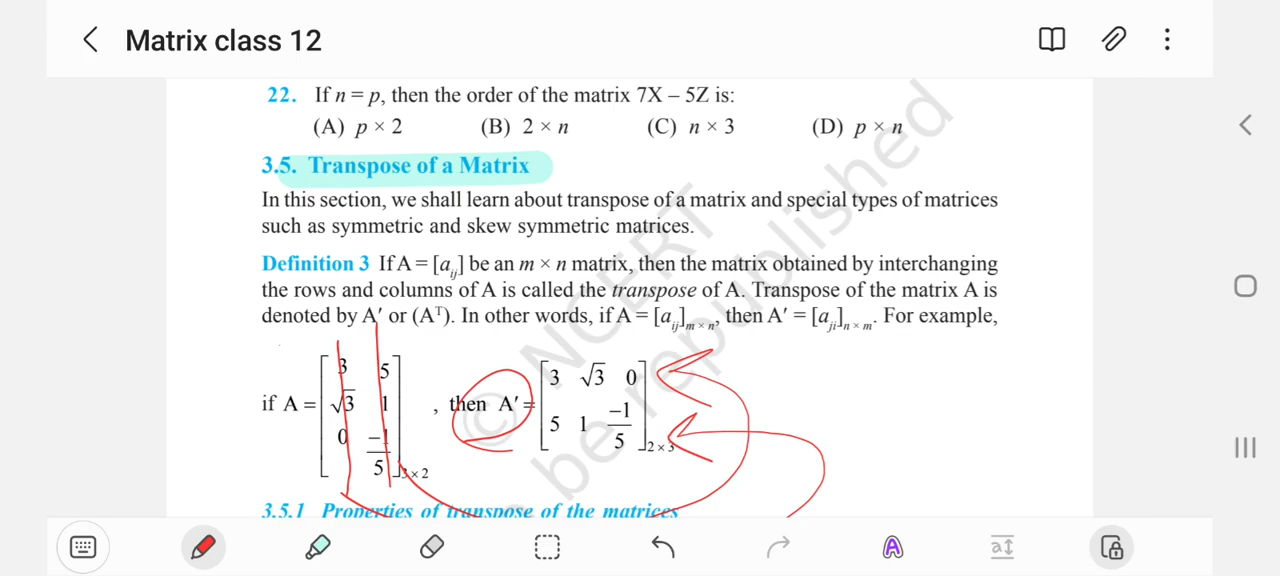 Matrix class 12
22. If n = p, then the order of the matrix 7X – 5Z is:
(A) p × 2 (B) 2 × n (C) n × 3 (D) p × n
3.5. Transpose of a Matrix
In this section, we shall learn about transpose of a matrix and special types of matrices
such as symmetric and skew symmetric matrices.
Definition 3 If A = [aij] be an m × n matrix, then the matrix obtained by interchanging
the rows and columns of A is called the transpose of A. Transpose of the matrix A is
denoted by A′ or (Aᵀ). In other words, if A = [aij]m × n, then A′ = [aji]n × m. For example,
3 5 3 √3 0
if A = √3 1 , then A′ = 5 1 −1/5 2 × 3
0 −1/5 3 × 2
3.5.1 Properties of transpose of the matrices
© NCERT
be republished
A
a